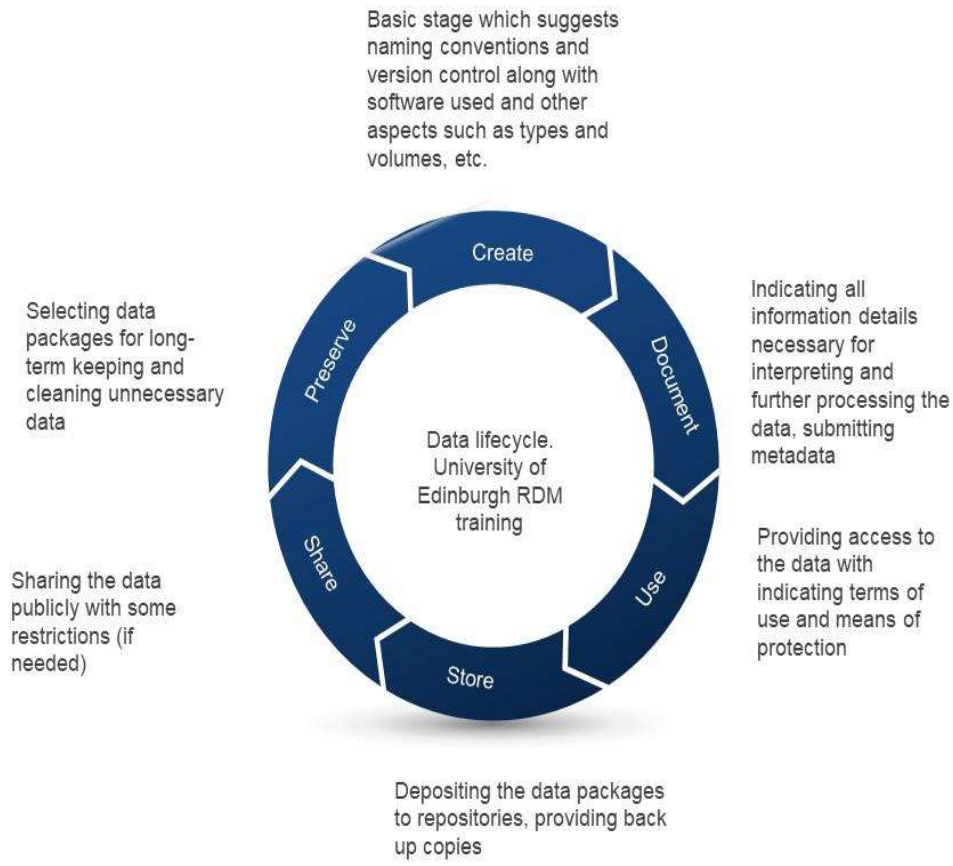 Basic stage which suggests
naming conventions and
version control along with
software used and other
aspects such as types and
volumes, etc.
Create
Document
Indicating all
information details
necessary for
interpreting and
further processing the
data, submitting
metadata
Use
Providing access to
the data with
indicating terms of
use and means of
protection
Store
Depositing the data packages
to repositories, providing back
up copies
Share
Sharing the data
publicly with some
restrictions (if
needed)
Preserve
Selecting data
packages for long-
term keeping and
cleaning unnecessary
data
Data lifecycle.
University of
Edinburgh RDM
training